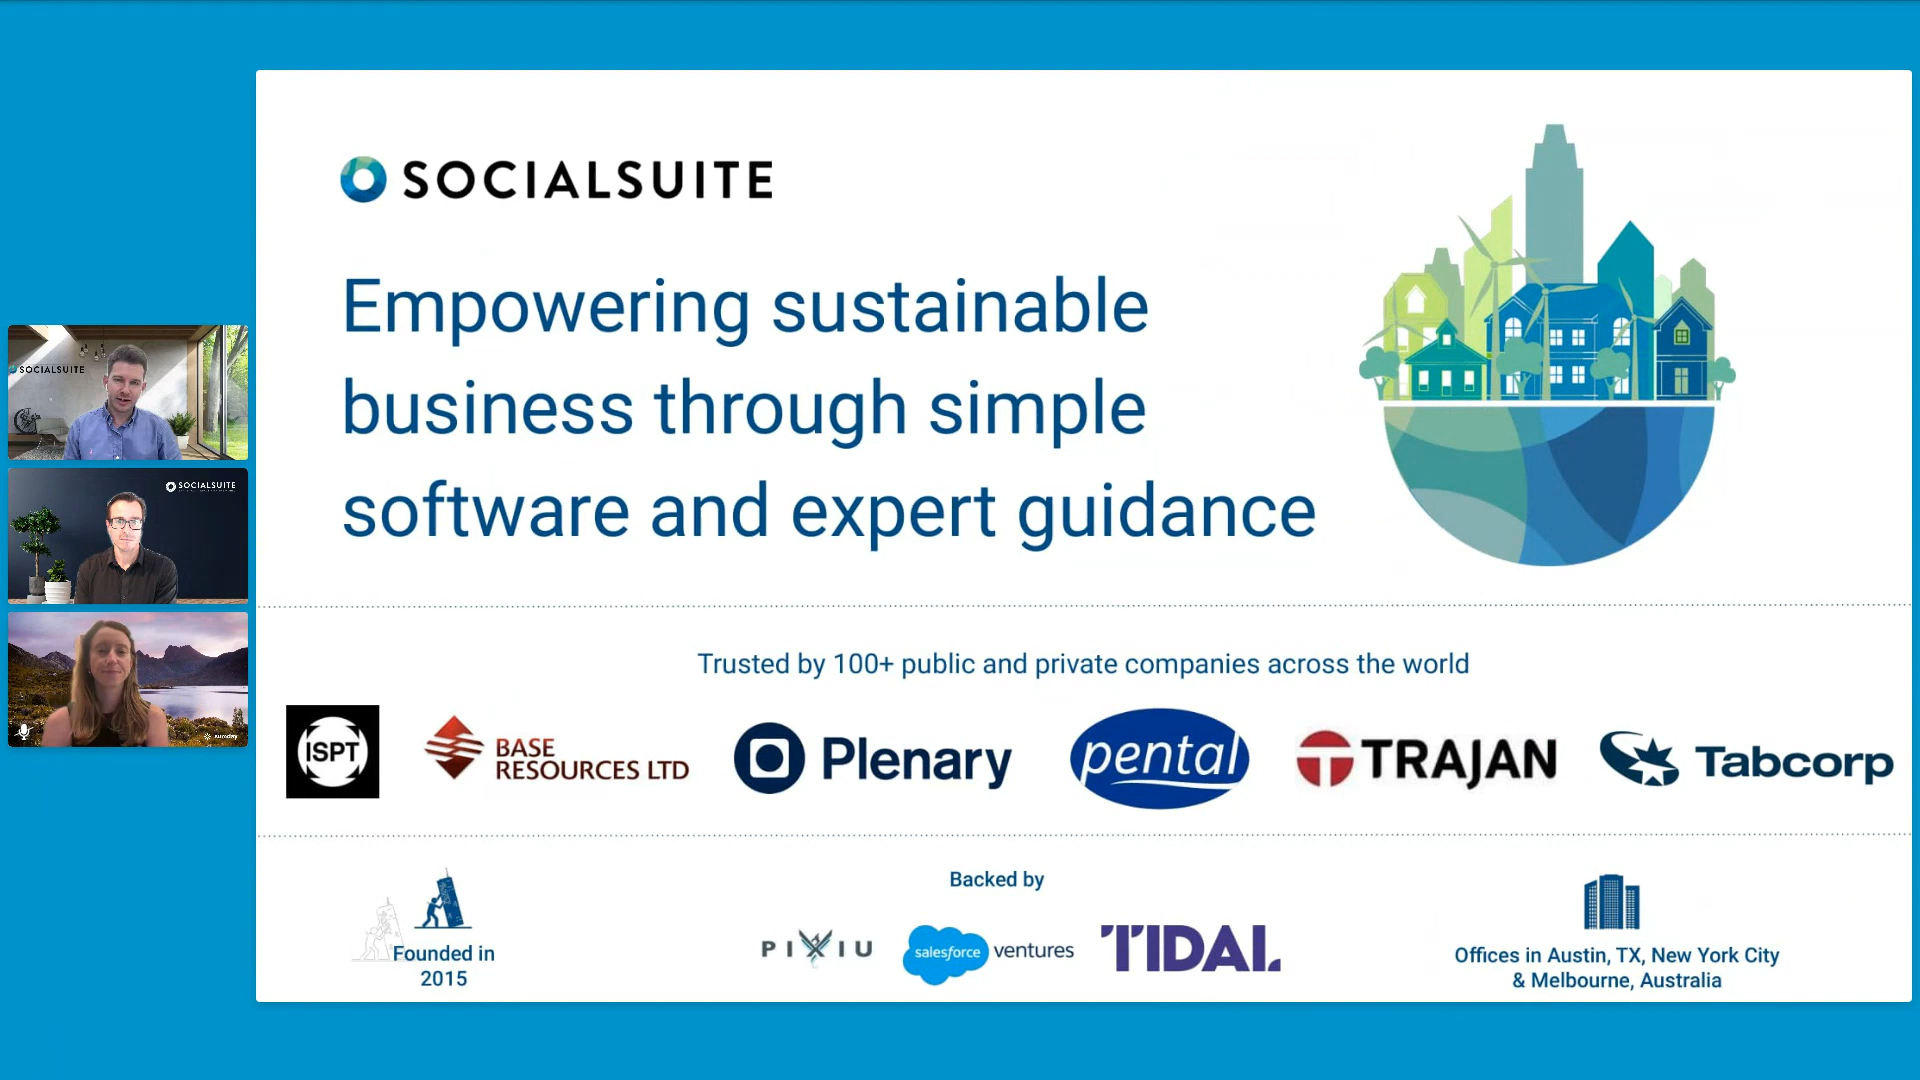 SOCIALSUITE
Empowering sustainable
business through simple
software and expert guidance
SOCIALSUITE
SOCIALSUITE
Trusted by 100+ public and private companies across the world
ISPT
BASE
RESOURCES LTD
Plenary
pental
TRAJAN
Tabcorp
Founded in
2015
Backed by
PIXIU
salesforce ventures
TIDAL
Offices in Austin, TX, New York City
& Melbourne, Australia